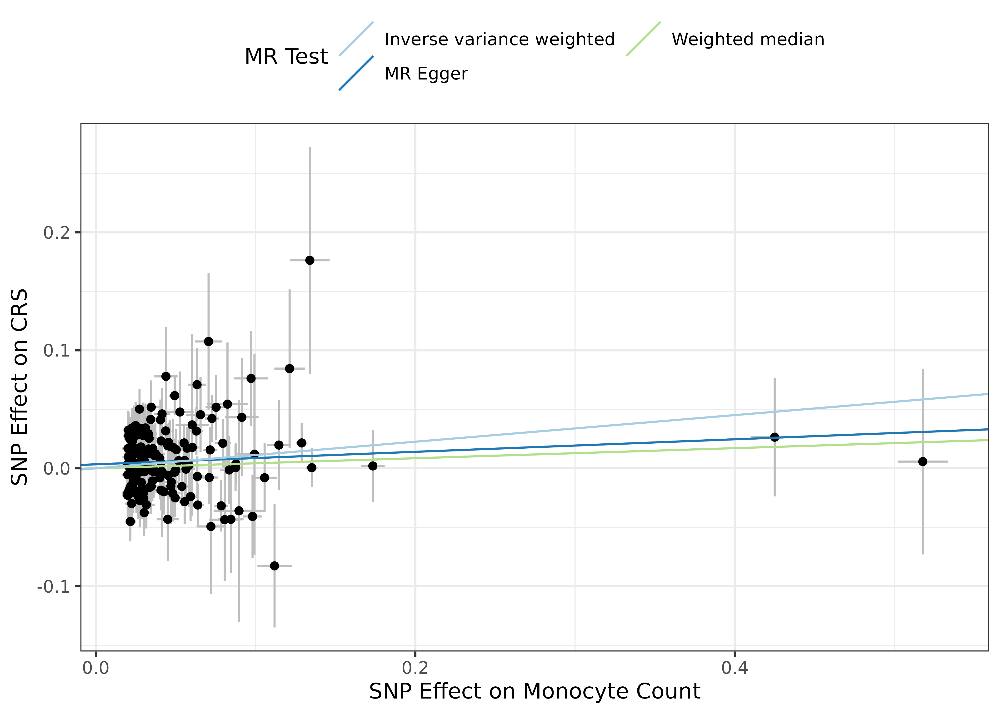 MR Test
Inverse variance weighted
Weighted median
MR Egger
SNP Effect on CRS
0.2
0.1
0.0
-0.1
0.0
0.2
0.4
SNP Effect on Monocyte Count